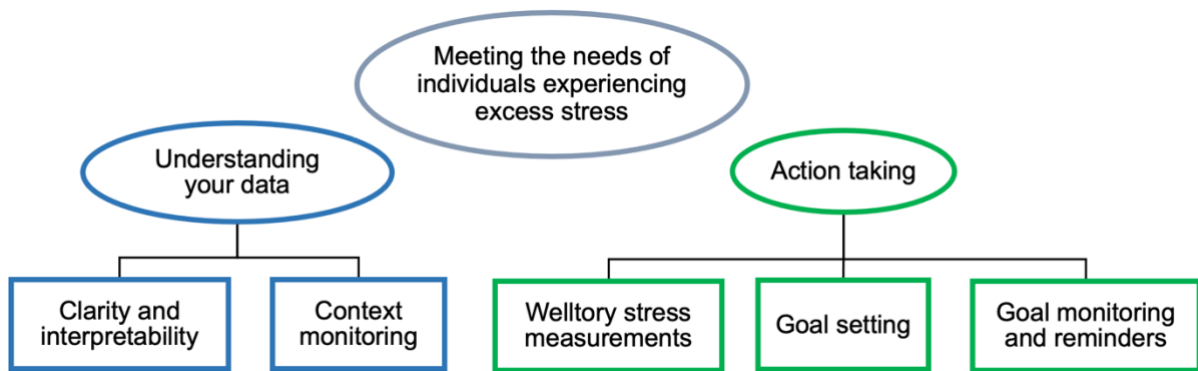 Meeting the needs of
individuals experiencing
excess stress
Understanding
your data
Action taking
Clarity and
interpretability
Context
monitoring
Welltory stress
measurements
Goal setting
Goal monitoring
and reminders